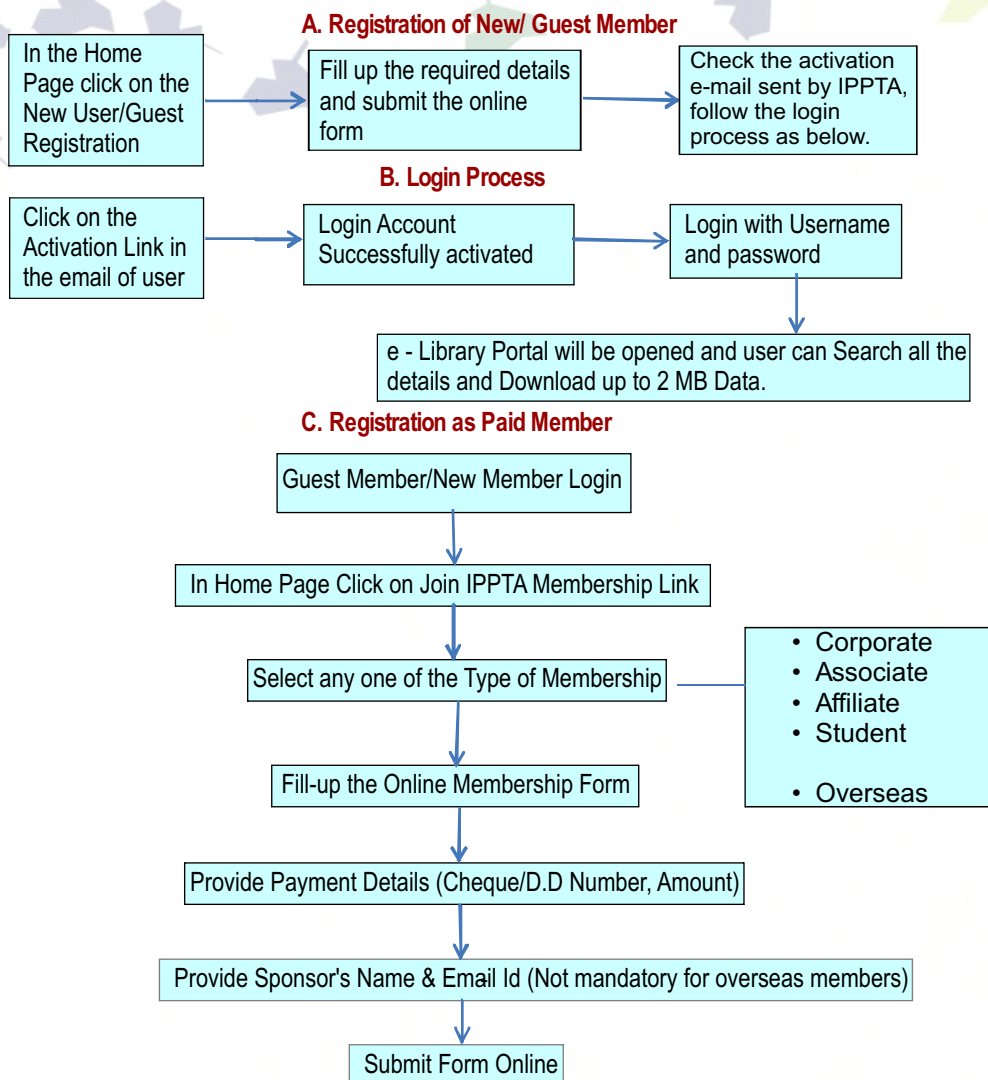 A. Registration of New/ Guest Member
In the Home
Page click on the
New User/Guest
Registration
Fill up the required details
and submit the online
form
Check the activation
e-mail sent by IPPTA,
follow the login
process as below.
B. Login Process
Click on the
Activation Link in
the email of user
Login Account
Successfully activated
Login with Username
and password
e - Library Portal will be opened and user can Search all the
details and Download up to 2 MB Data.
C. Registration as Paid Member
Guest Member/New Member Login
In Home Page Click on Join IPPTA Membership Link
Select any one of the Type of Membership
• Corporate
• Associate
• Affiliate
• Student
• Overseas
Fill-up the Online Membership Form
Provide Payment Details (Cheque/D.D Number, Amount)
Provide Sponsor's Name & Email Id (Not mandatory for overseas members)
Submit Form Online